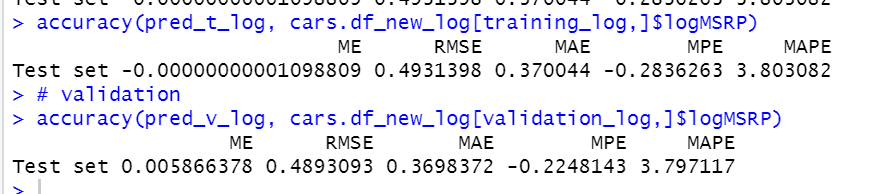 > accuracy(pred_t_log, cars.df_new_log[training_log,]$logMSRP)
ME RMSE MAE MPE MAPE
Test set -0.00000000001098809 0.4931398 0.370044 -0.2836263 3.803082
> # validation
> accuracy(pred_v_log, cars.df_new_log[validation_log,]$logMSRP)
ME RMSE MAE MPE MAPE
Test set 0.005866378 0.4893093 0.3698372 -0.2248143 3.797117
>